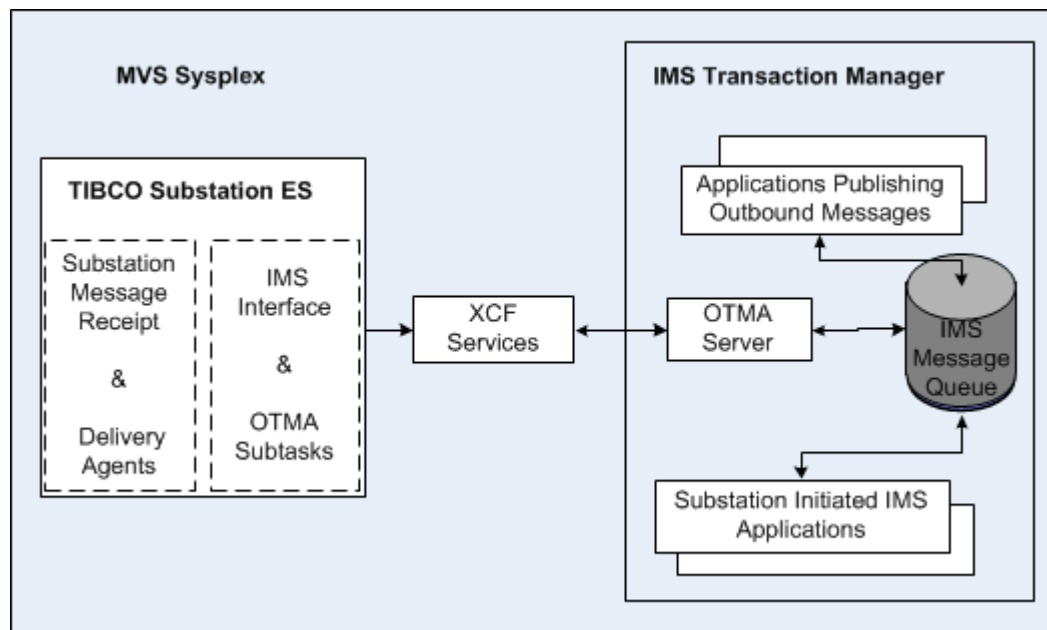 MVS Sysplex
IMS Transaction Manager
TIBCO Substation ES
Substation
Message
Receipt
&
Delivery
Agents
IMS
Interface
&
OTMA
Subtasks
XCF
Services
OTMA
Server
Applications Publishing
Outbound Messages
IMS
Message
Queue
Substation Initiated IMS
Applications